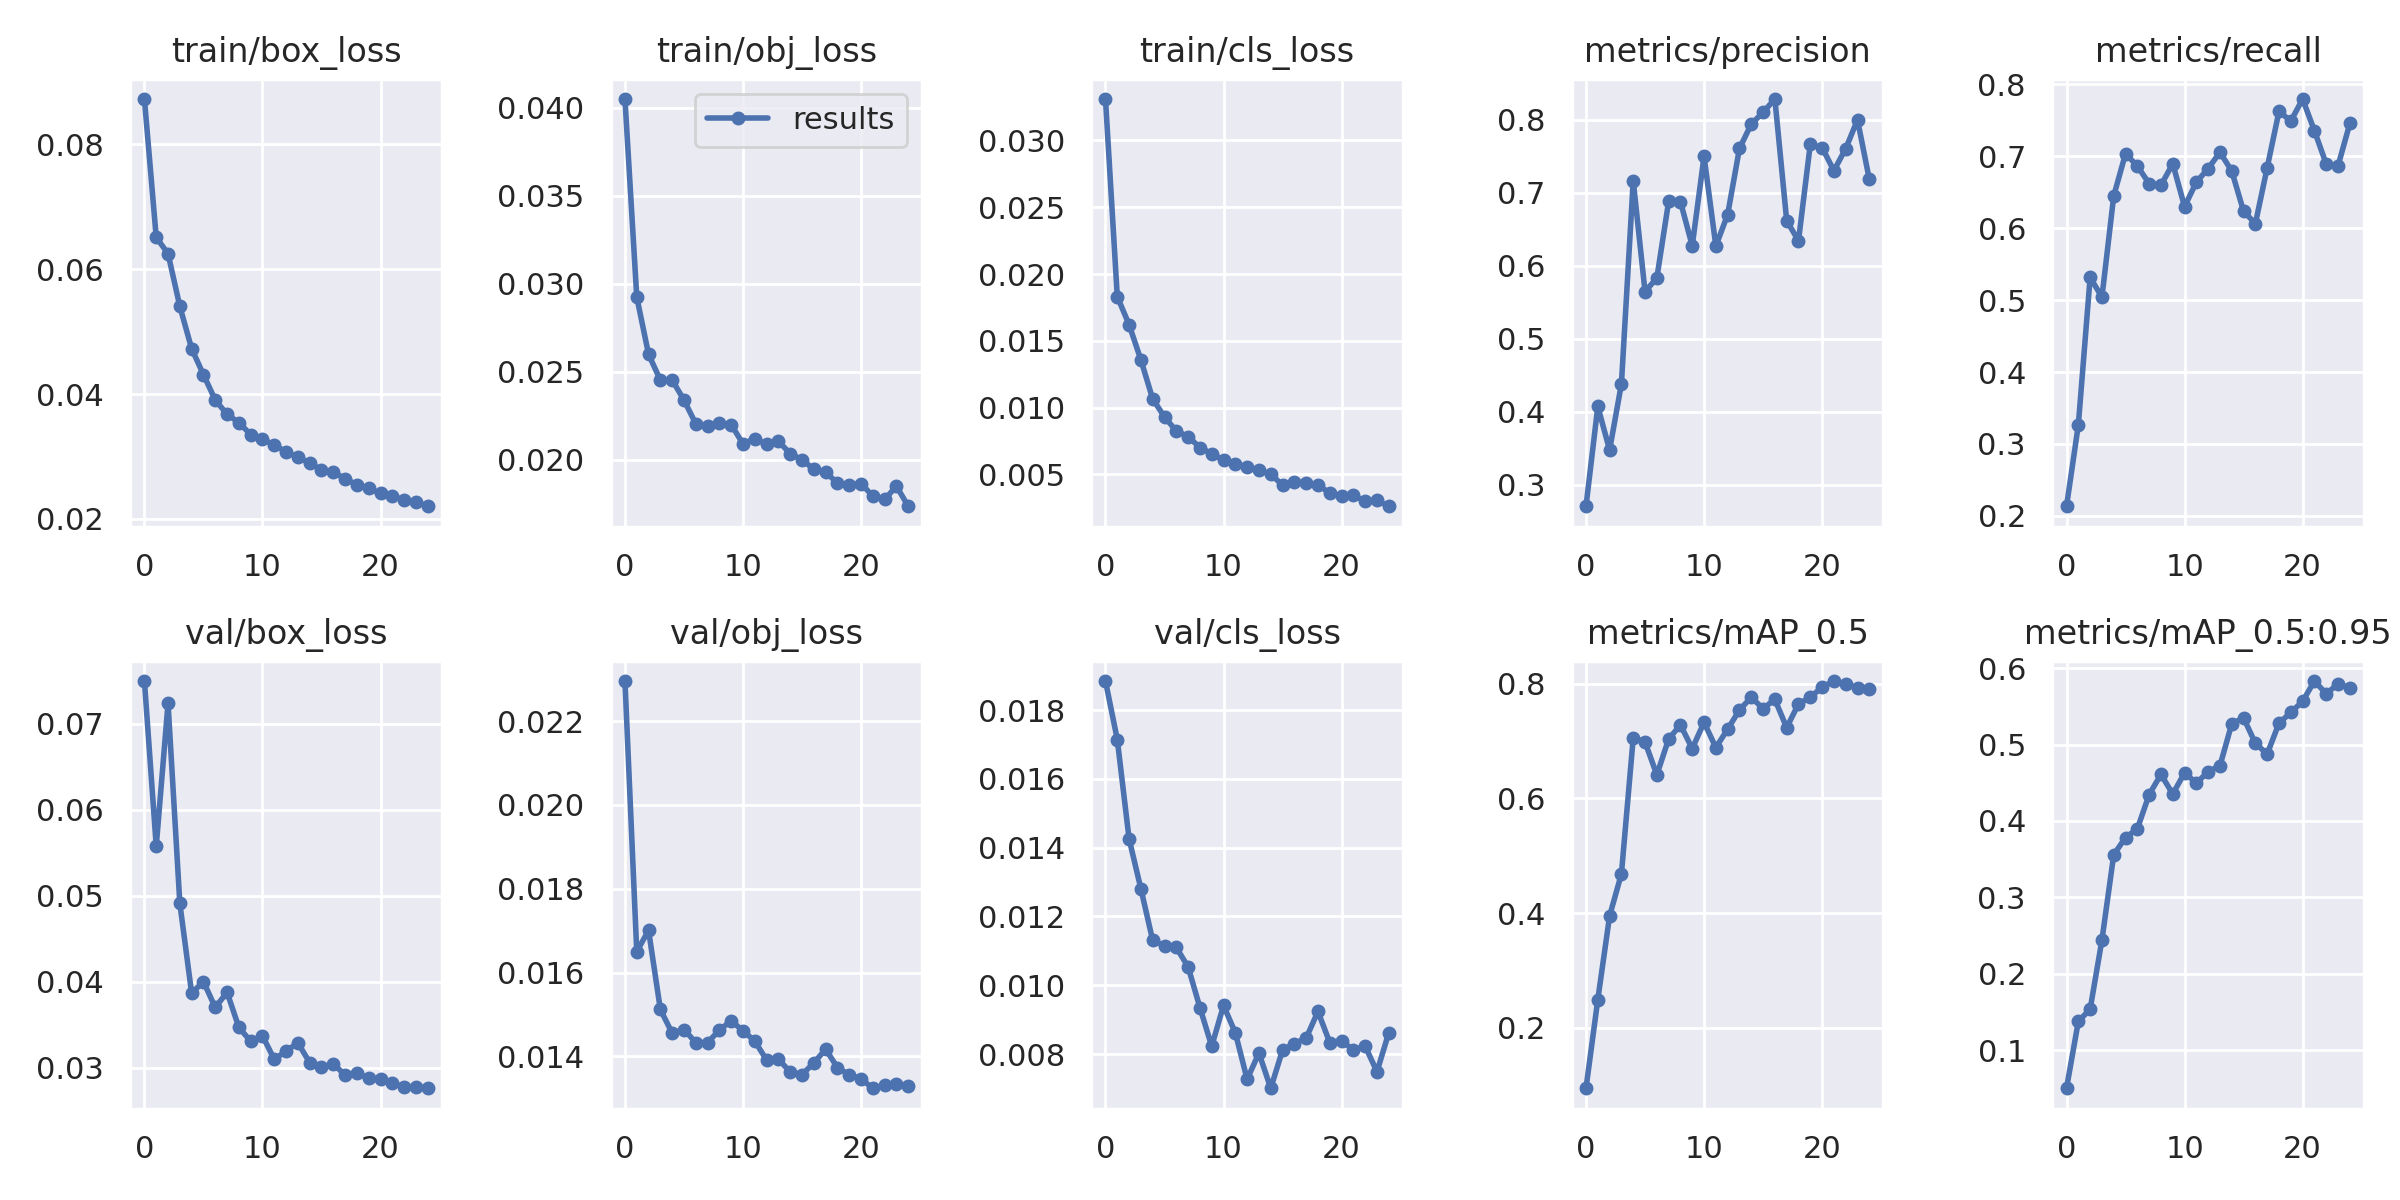 train/box_loss
0.08
0.06
0.04
0.02
0 10 20
train/obj_loss
results
0.040
0.035
0.030
0.025
0.020
0 10 20
train/cls_loss
0.030
0.025
0.020
0.015
0.010
0.005
0 10 20
metrics/precision
0.8
0.7
0.6
0.5
0.4
0.3
0 10 20
metrics/recall
0.8
0.7
0.6
0.5
0.4
0.3
0.2
0 10 20
val/box_loss
0.07
0.06
0.05
0.04
0.03
0 10 20
val/obj_loss
0.022
0.020
0.018
0.016
0.014
0 10 20
val/cls_loss
0.018
0.016
0.014
0.012
0.010
0.008
0 10 20
metrics/mAP_0.5
0.8
0.6
0.4
0.2
0 10 20
metrics/mAP_0.5:0.95
0.6
0.5
0.4
0.3
0.2
0.1
0 10 20